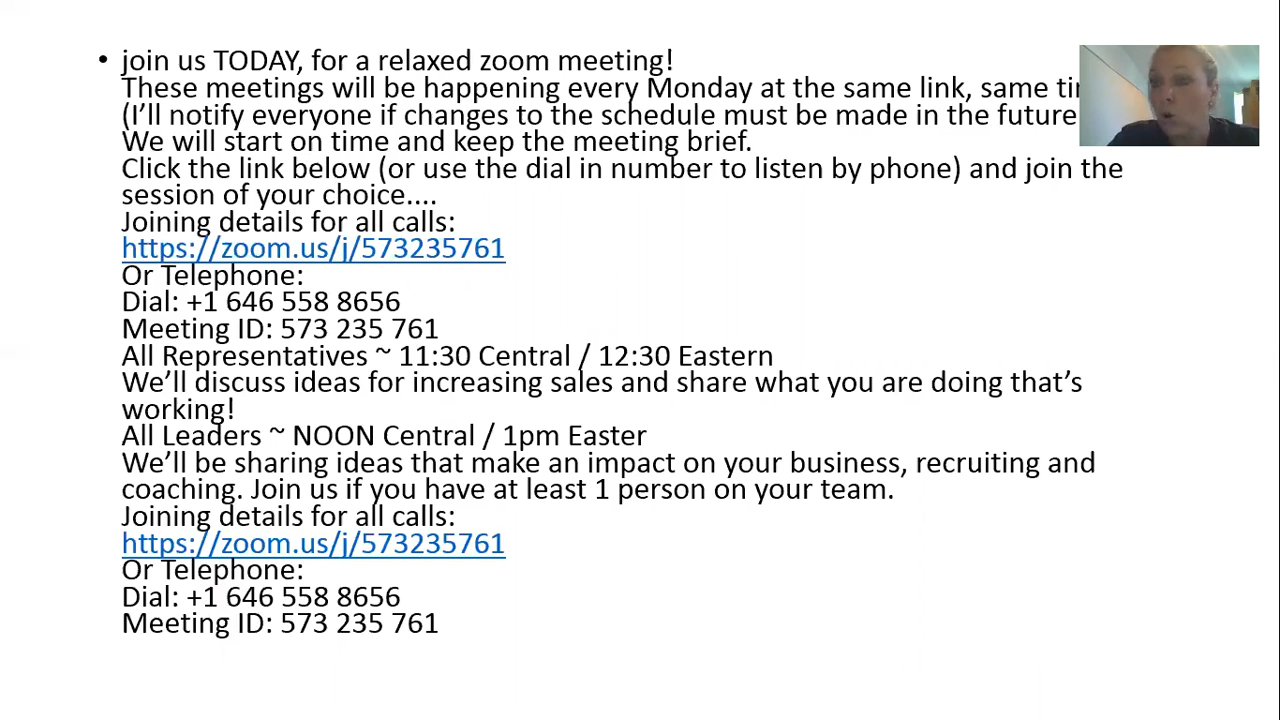 • join us TODAY, for a relaxed zoom meeting!
These meetings will be happening every Monday at the same link, same
(I’ll notify everyone if changes to the schedule must be made in the future
We will start on time and keep the meeting brief.
Click the link below (or use the dial in number to listen by phone) and join the
session of your choice....
Joining details for all calls:
https://zoom.us/j/573235761
Or Telephone:
Dial: +1 646 558 8656
Meeting ID: 573 235 761
All Representatives ~ 11:30 Central / 12:30 Eastern
We’ll discuss ideas for increasing sales and share what you are doing that’s
working!
All Leaders ~ NOON Central / 1pm Easter
We’ll be sharing ideas that make an impact on your business, recruiting and
coaching. Join us if you have at least 1 person on your team.
Joining details for all calls:
https://zoom.us/j/573235761
Or Telephone:
Dial: +1 646 558 8656
Meeting ID: 573 235 761